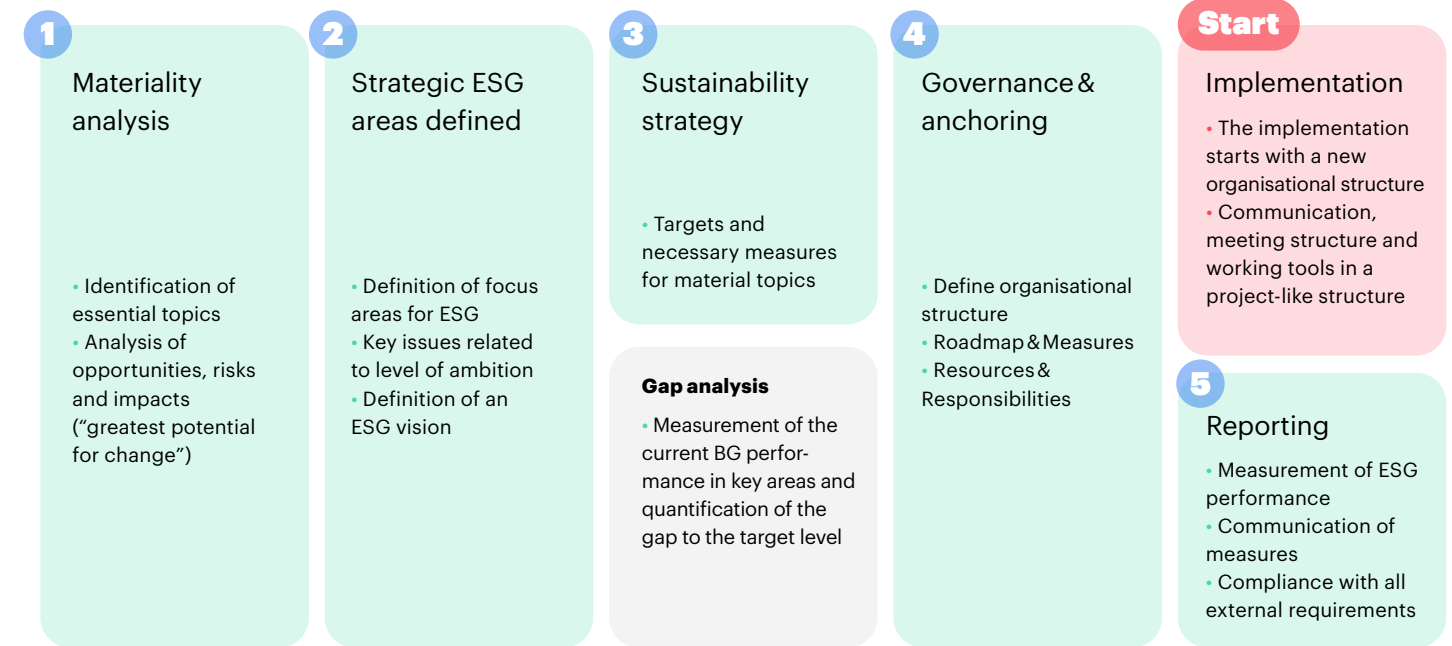 1
Materiality
analysis
• Identification of
essential topics
• Analysis of
opportunities, risks
and impacts
(“greatest potential
for change”)
2
Strategic ESG
areas defined
• Definition of focus
areas for ESG
• Key issues related
to level of ambition
• Definition of an
ESG vision
3
Sustainability
strategy
• Targets and
necessary measures
for material topics
Gap analysis
• Measurement of the
current BG perfor-
mance in key areas and
quantification of the
gap to the target level
4
Governance &
anchoring
• Define organisational
structure
• Roadmap & Measures
• Resources &
Responsibilities
Start
Implementation
• The implementation
starts with a new
organisational structure
• Communication,
meeting structure and
working tools in a
project-like structure
5
Reporting
• Measurement of ESG
performance
• Communication of
measures
• Compliance with all
external requirements